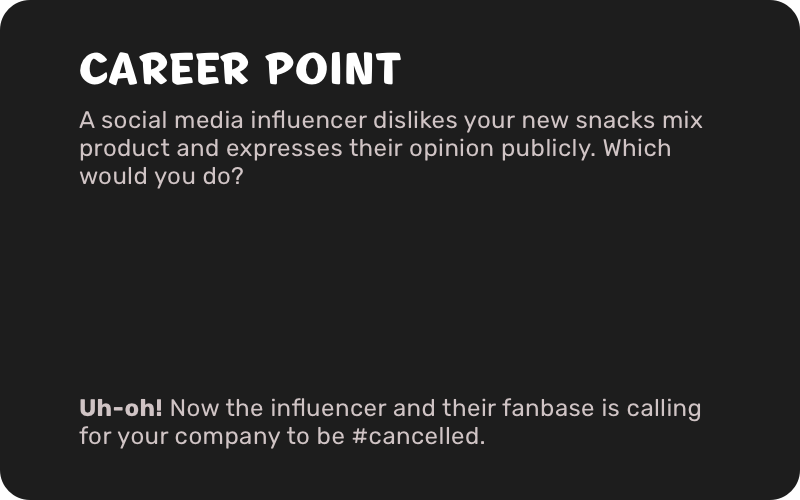 CAREER POINT
A social media influencer dislikes your new snacks mix
product and expresses their opinion publicly. Which
would you do?
Uh-oh! Now the influencer and their fanbase is calling
for your company to be #cancelled.